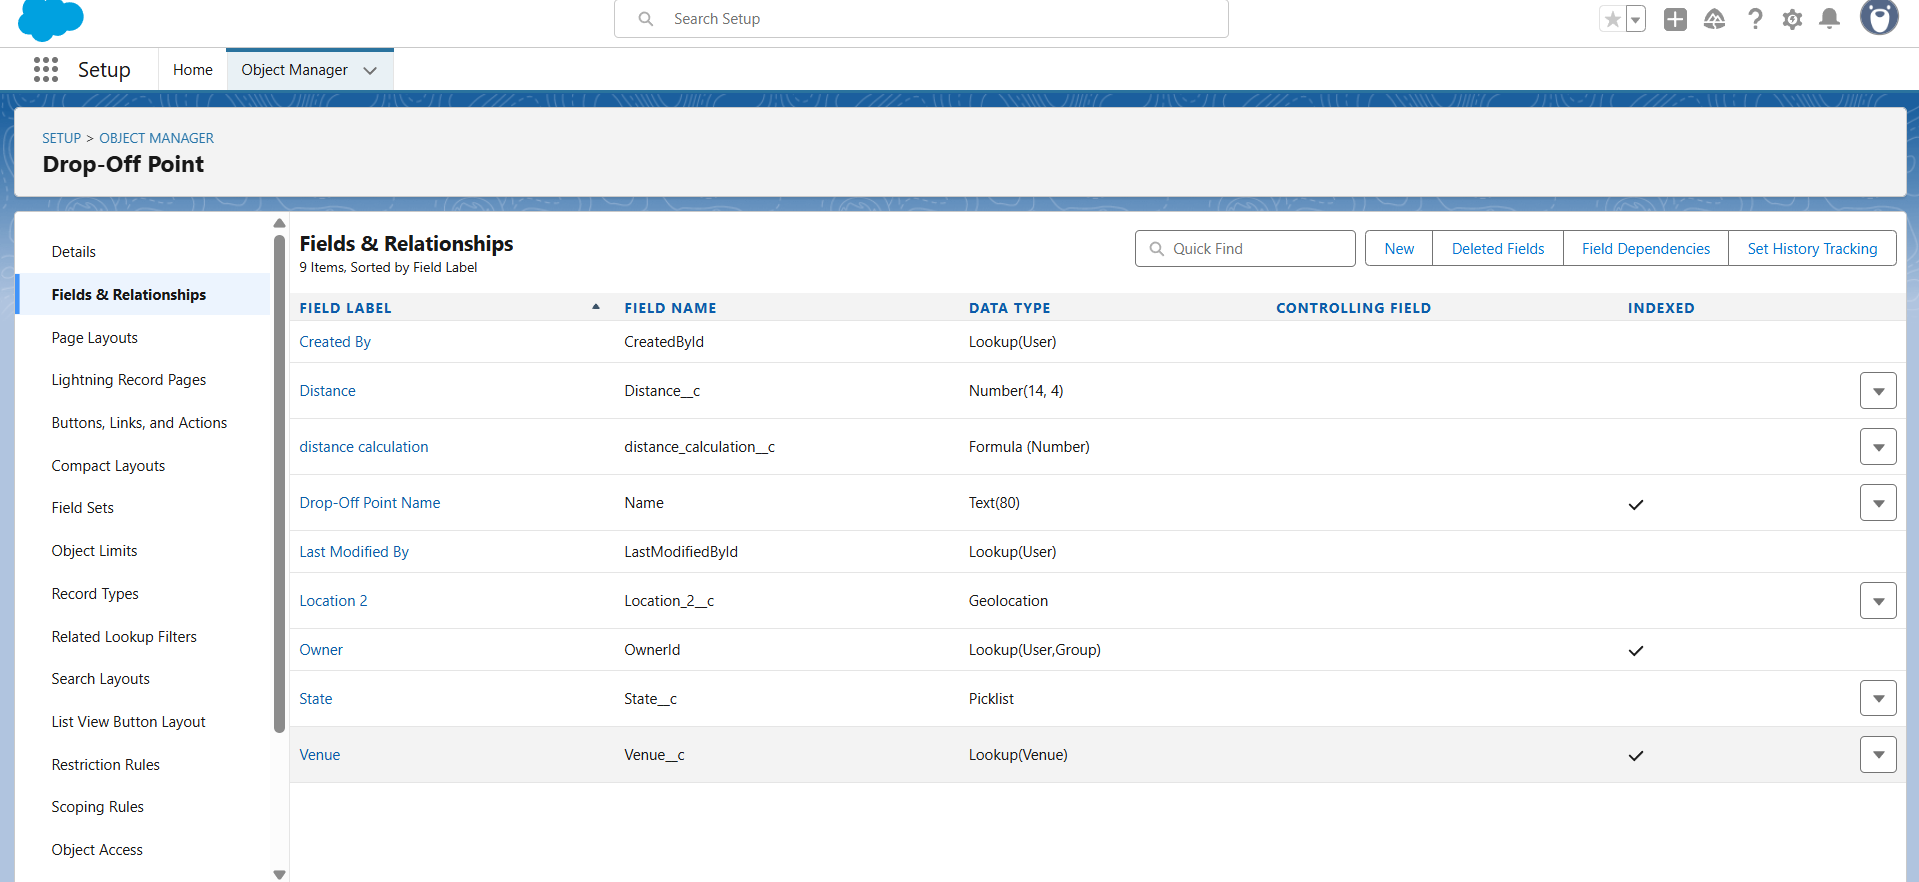 Search Setup
Setup
Home
Object Manager
SETUP > OBJECT MANAGER
Drop-Off Point
Details
Fields & Relationships
Page Layouts
Lightning Record Pages
Buttons, Links, and Actions
Compact Layouts
Field Sets
Object Limits
Record Types
Related Lookup Filters
Search Layouts
List View Button Layout
Restriction Rules
Scoping Rules
Object Access
Fields & Relationships
9 Items, Sorted by Field Label
Quick Find
New
Deleted Fields
Field Dependencies
Set History Tracking
FIELD LABEL FIELD NAME DATA TYPE CONTROLLING FIELD INDEXED
Created By CreatedById Lookup(User)
Distance Distance__c Number(14, 4)
distance calculation distance_calculation__c Formula (Number)
Drop-Off Point Name Name Text(80)
Last Modified By LastModifiedById Lookup(User)
Location 2 Location_2__c Geolocation
Owner OwnerId Lookup(User,Group)
State State__c Picklist
Venue Venue__c Lookup(Venue)